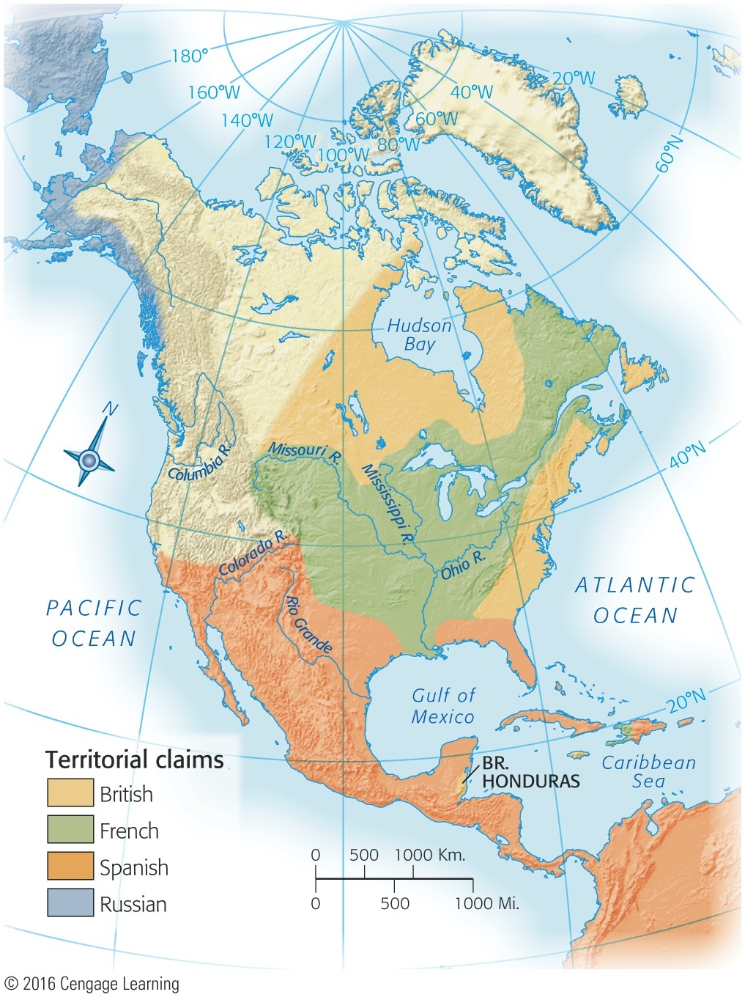 180°
160°W
140°W
120°W
100°W
80°W
60°W
40°W
20°W
60°N
Hudson
Bay
N
Missouri R.
Columbia R.
Mississippi R.
40°N
Colorado R.
Ohio R.
Rio Grande
PACIFIC
OCEAN
ATLANTIC
OCEAN
Gulf of
Mexico
20°N
Caribbean
Sea
BR.
HONDURAS
Territorial claims
British
French
Spanish
Russian
0 500 1000 Km.
0 500 1000 Mi.
© 2016 Cengage Learning